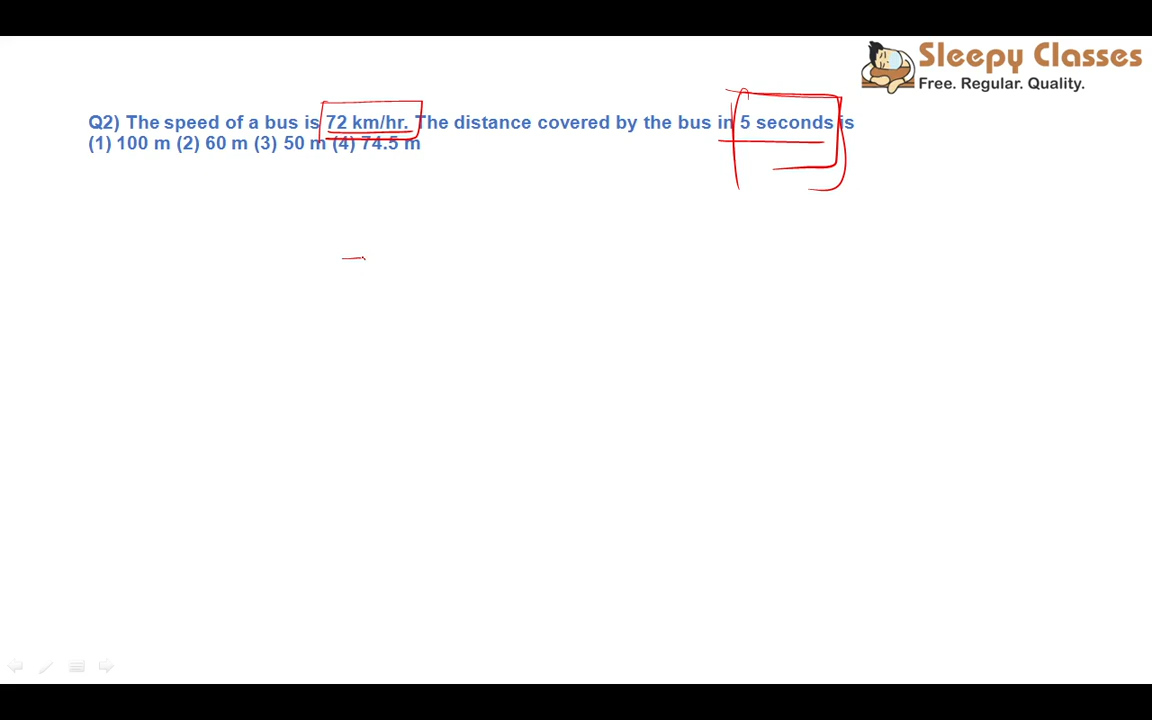 Sleepy Classes
Free. Regular. Quality.
Q2) The speed of a bus is 72 km/hr. The distance covered by the bus in 5 seconds is
(1) 100 m (2) 60 m (3) 50 m (4) 74.5 m